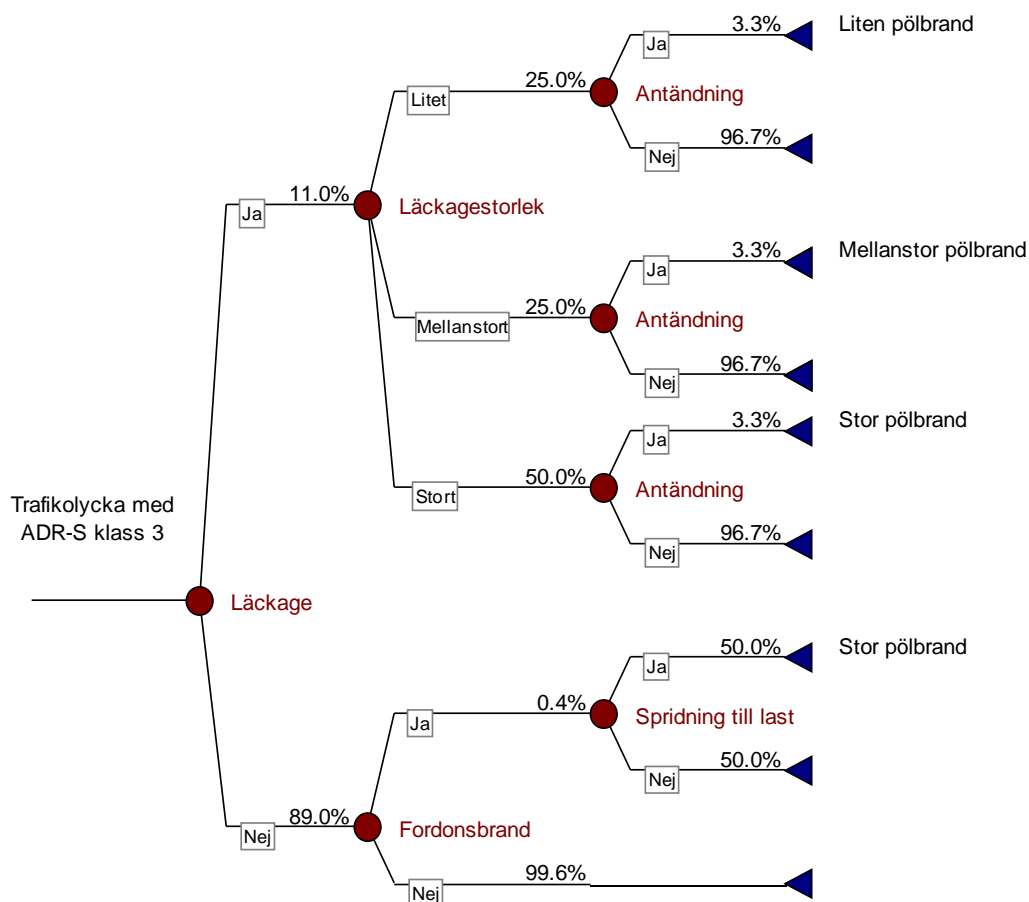 3.3%
Liten pölbrand
Ja
25.0%
Litet
Antändning
96.7%
Nej
11.0%
Ja
Läckagestorlek
3.3%
Mellanstor pölbrand
Ja
25.0%
Mellanstort
Antändning
96.7%
Nej
3.3%
Stor pölbrand
Ja
50.0%
Stort
Antändning
96.7%
Nej
Trafikolycka med
ADR-S klass 3
Läckage
50.0%
Stor pölbrand
Ja
0.4%
Ja
Spridning till last
50.0%
Nej
89.0%
Nej
Fordonsbrand
99.6%
Nej